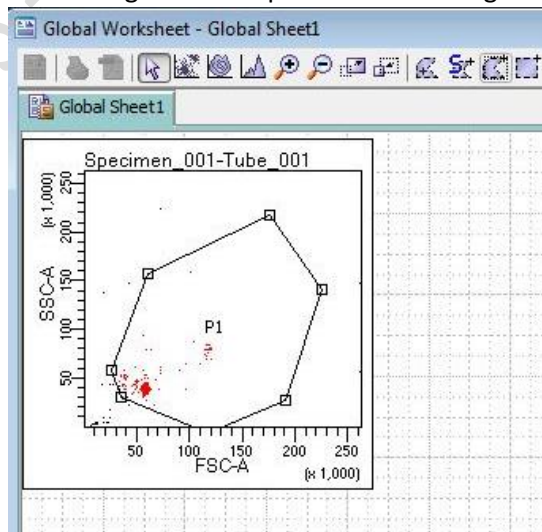 Global Worksheet - Global Sheet1
Global Sheet1
Specimen_001-Tube_001
SSC-A
(x 1,000)
250
200
150
100
50
P1
50
100
150
200
250
FSC-A
(x 1,000)